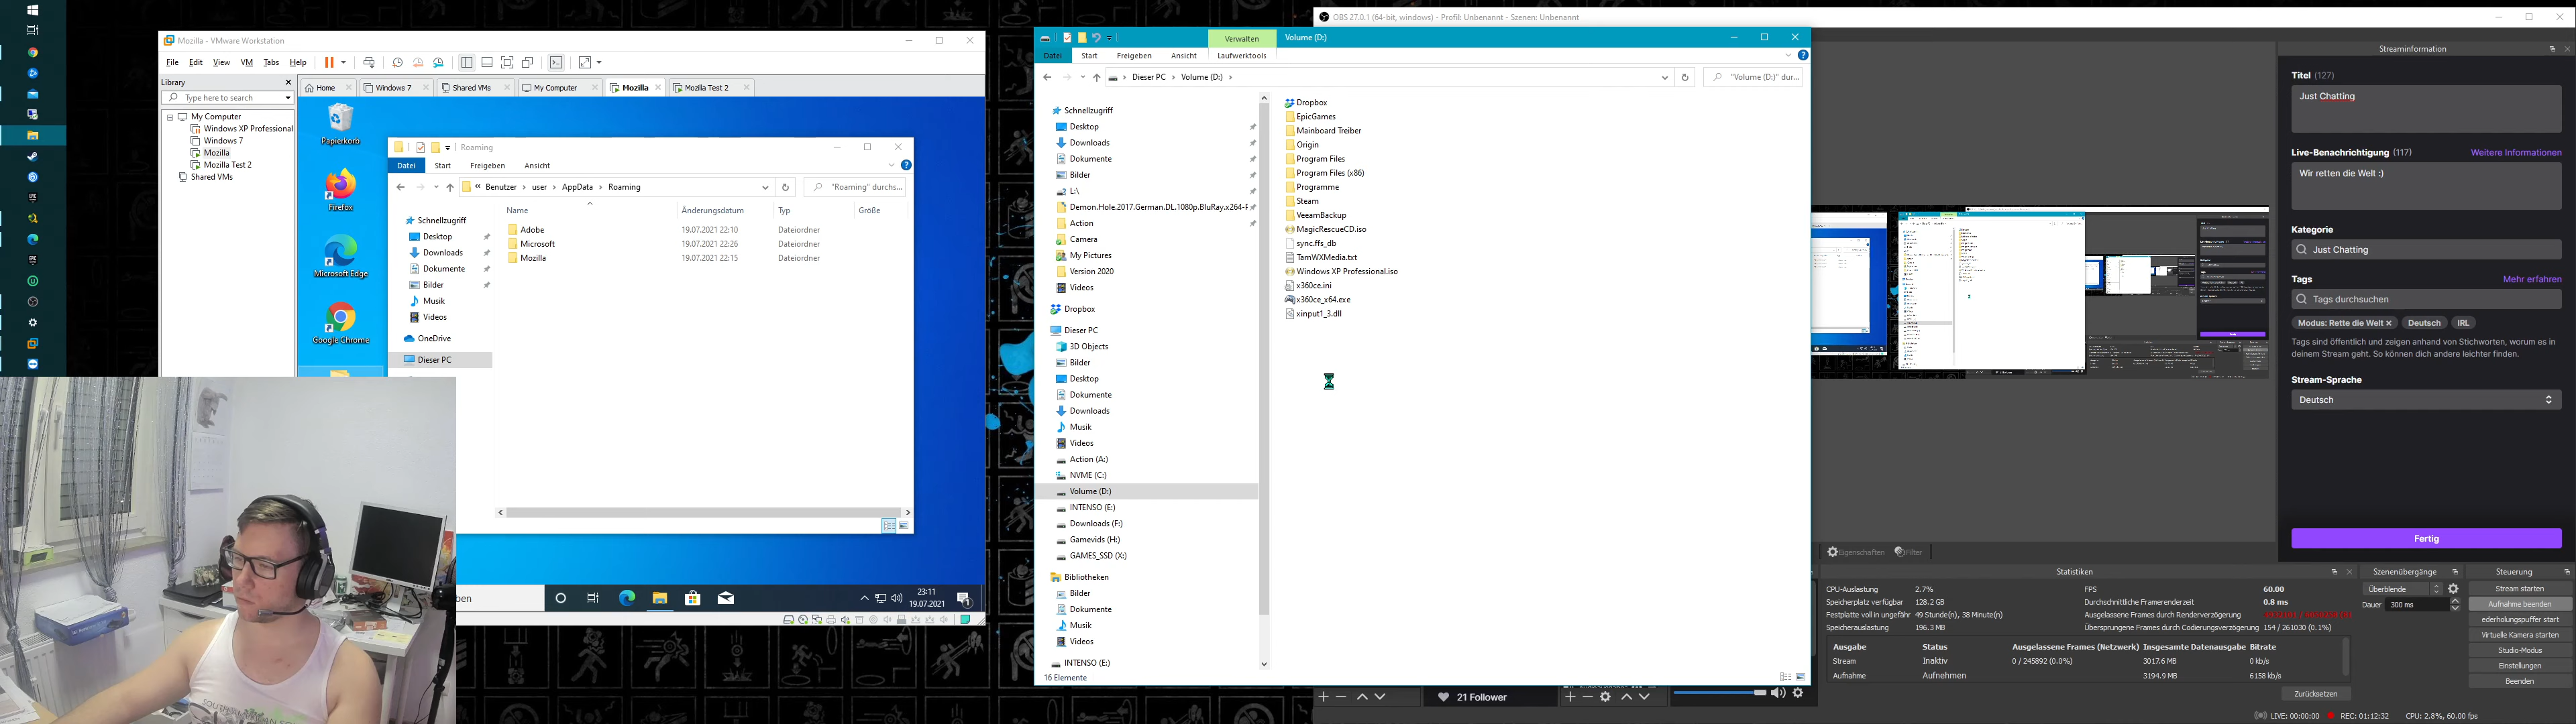 Mozilla - VMware Workstation
File Edit View VM Tabs Help
Library
Type here to search
My Computer
Windows XP Professional
Windows 7
Mozilla
Mozilla Test 2
Shared VMs
Home
Windows 7
Shared VMs
My Computer
Mozilla
Mozilla Test 2
Papierkorb
Firefox
Microsoft Edge
Google Chrome
Roaming
Datei Start Freigeben Ansicht
Benutzer user AppData Roaming
"Roaming" durchs...
Name Änderungsdatum Typ Größe
Adobe 19.07.2021 22:10 Dateiordner
Microsoft 19.07.2021 22:26 Dateiordner
Mozilla 19.07.2021 22:15 Dateiordner
Schnellzugriff
Desktop
Downloads
Dokumente
Bilder
Musik
Videos
OneDrive
Dieser PC
23:11
19.07.2021
Verwalten
Volume (D:)
Datei Start Freigeben Ansicht Laufwerktools
Dieser PC Volume (D:)
"Volume (D:)" dur...
Schnellzugriff
Desktop
Downloads
Dokumente
Bilder
L:\
Demon.Hole.2017.German.DL.1080p.BluRay.x264-F
Action
Camera
My Pictures
Version 2020
Videos
Dropbox
Dieser PC
3D Objects
Bilder
Desktop
Dokumente
Downloads
Musik
Videos
Action (A:)
NVME (C:)
Volume (D:)
INTENSO (E:)
Downloads (F:)
Gamevids (H:)
GAMES_SSD (X:)
Bibliotheken
Bilder
Dokumente
Musik
Videos
INTENSO (E:)
16 Elemente
Dropbox
EpicGames
Mainboard Treiber
Origin
Program Files
Program Files (x86)
Programme
Steam
VeeamBackup
MagicRescueCD.iso
sync.ffs_db
TamWXMedia.txt
Windows XP Professional.iso
x360ce.ini
x360ce_x64.exe
xinput1_3.dll
OBS 27.0.1 (64-bit, windows) - Profil: Unbenannt - Szenen: Unbenannt
Streaminformation
Titel (127)
Just Chatting
Live-Benachrichtigung (117) Weitere Informationen
Wir retten die Welt :)
Kategorie
Just Chatting
Tags Mehr erfahren
Tags durchsuchen
Modus: Rette die Welt Deutsch IRL
Tags sind öffentlich und zeigen anhand von Stichworten, worum es in
deinem Stream geht. So können dich andere leichter finden.
Stream-Sprache
Deutsch
Fertig
Eigenschaften Filter
Statistiken
CPU-Auslastung 2.7%
Speicherplatz verfügbar 128.2 GB
Festplatte voll in ungefähr 49 Stunde(n), 38 Minute(n)
Speicherauslastung 196.3 MB
FPS 60.00
Durchschnittliche Framerenderzeit 0.8 ms
Ausgelassene Frames durch Renderverzögerung
Übersprungene Frames durch Codierungsverzögerung 154 / 261030 (0.1%)
Ausgabe Status Ausgelassene Frames (Netzwerk) Insgesamte Datenausgabe Bitrate
Stream Inaktiv 0 / 245892 (0.0%) 3017.6 MB 0 kb/s
Aufnahme Aufnehmen 3194.9 MB 6158 kb/s
Zurücksetzen
Szenenübergänge
Überblende
Dauer 300 ms
Steuerung
Stream starten
Aufnahme beenden
ederholungspuffer start
Virtuelle Kamera starten
Studio-Modus
Einstellungen
Beenden
21 Follower
LIVE: 00:00:00 REC: 01:12:32 CPU: 2.8%, 60.00 fps